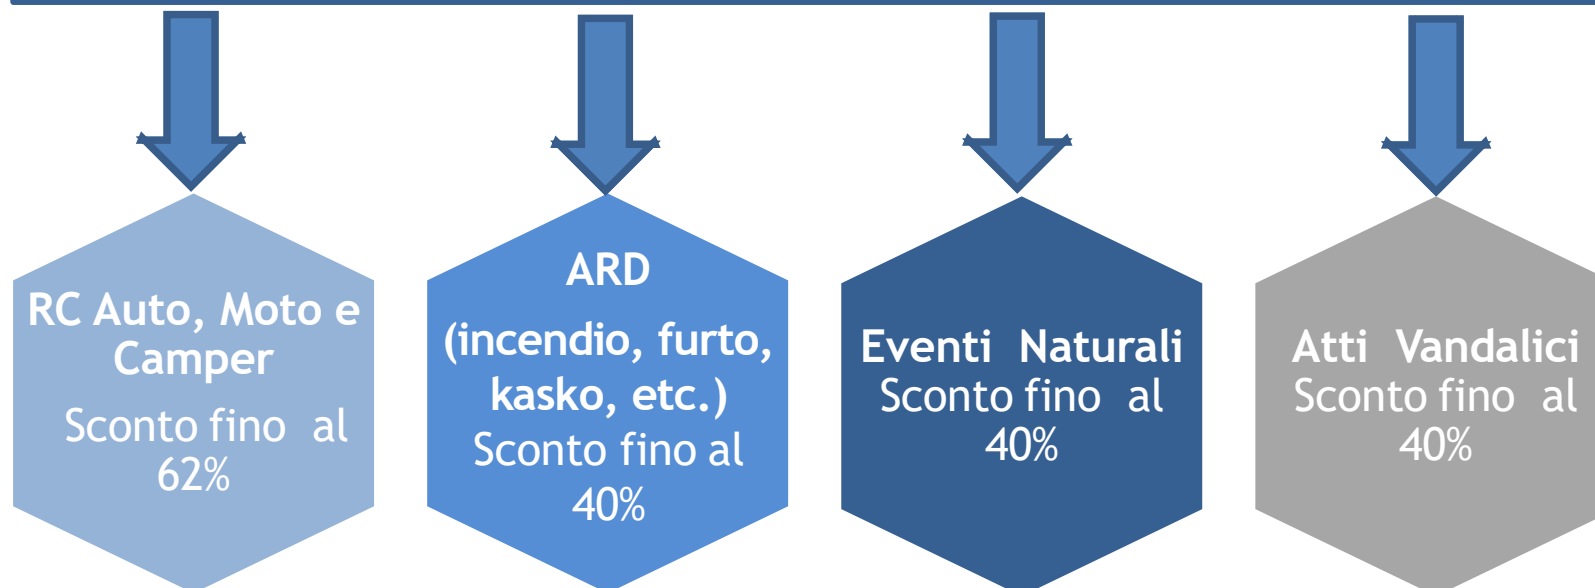 RC Auto, Moto e
Camper
Sconto fino al
62%
ARD
(incendio, furto,
kasko, etc.)
Sconto fino al
40%
Eventi Naturali
Sconto fino al
40%
Atti Vandalici
Sconto fino al
40%